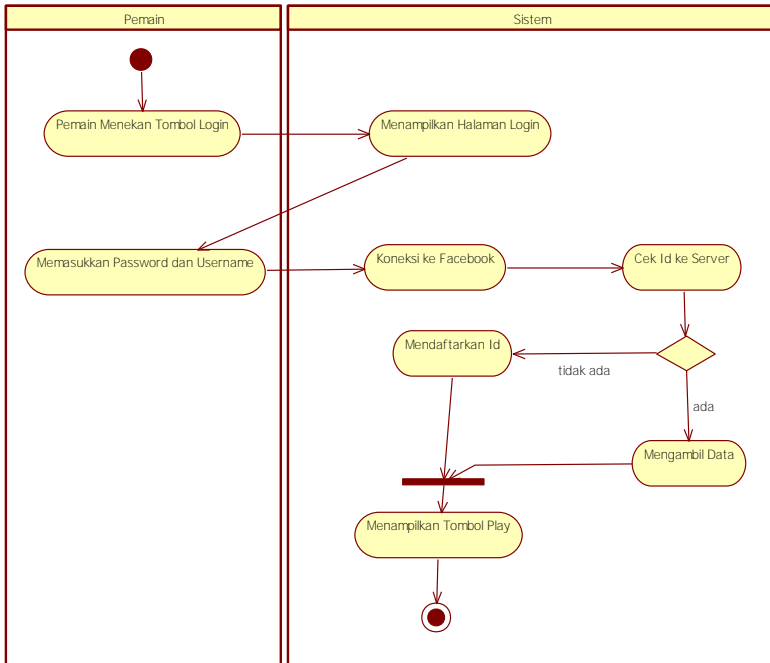 Pemain
Sistem
Pemain Menekan Tombol Login
Menampilkan Halaman Login
Memasukkan Password dan Username
Koneksi ke Facebook
Cek Id ke Server
Mendaftarkan Id
tidak ada
ada
Mengambil Data
Menampilkan Tombol Play